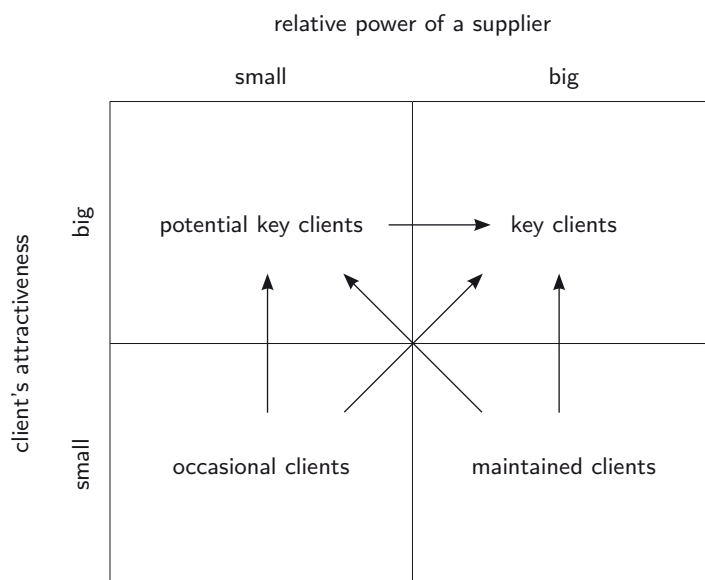 relative power of a supplier
small big
client's attractiveness
big
potential key clients key clients
small
occasional clients maintained clients